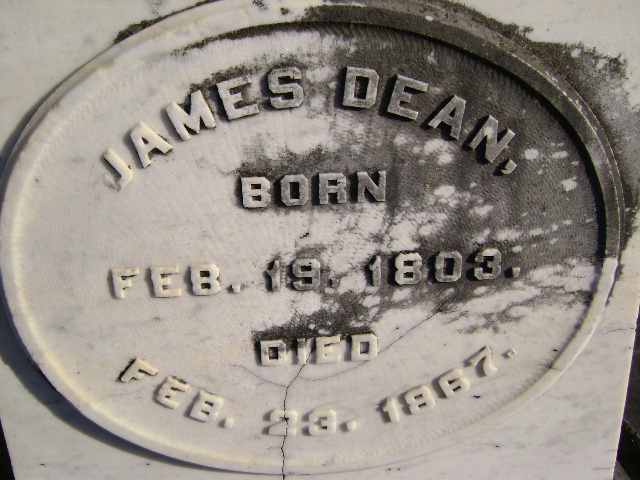 JAMES DEAN,
BORN
FEB. 19. 1803.
DIED
FEB. 23. 1867.